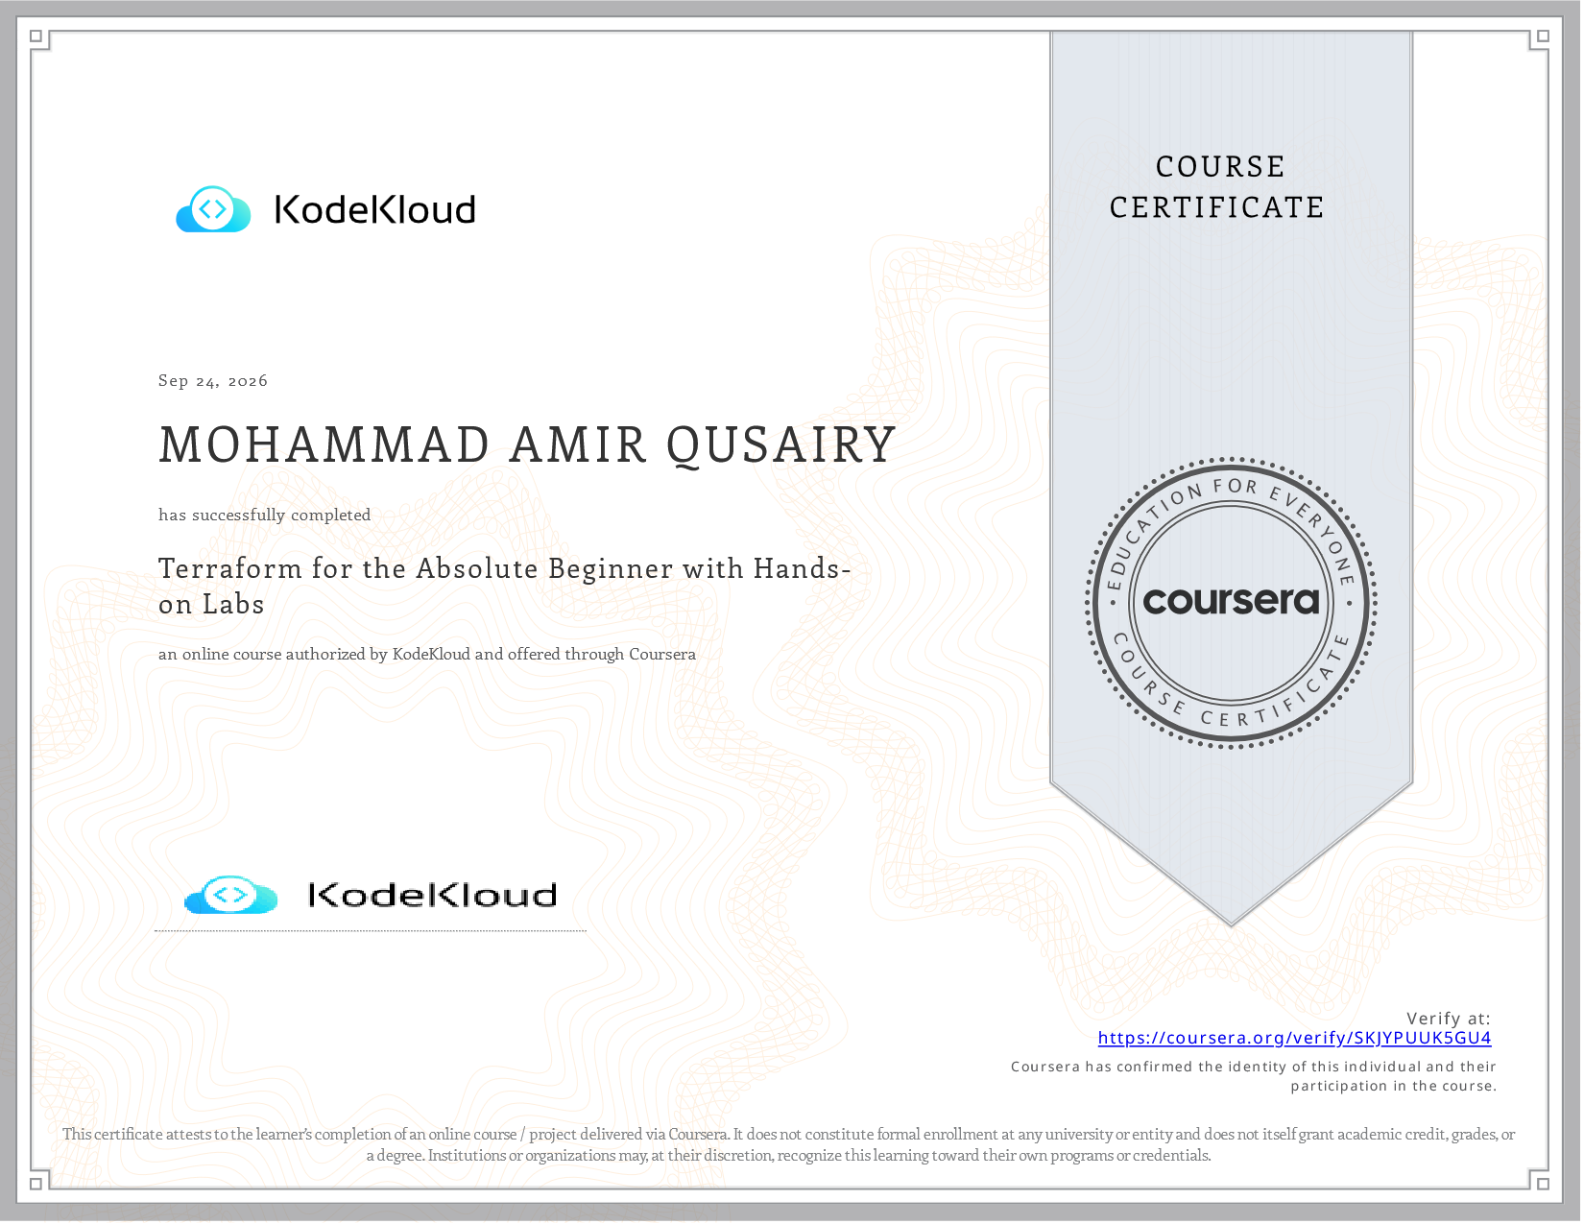 KodeKloud
COURSE
CERTIFICATE
Sep 24, 2026
MOHAMMAD AMIR QUSAIRY
has successfully completed
Terraform for the Absolute Beginner with Hands-
on Labs
an online course authorized by KodeKloud and offered through Coursera
• EDUCATION FOR EVERYONE •
coursera
COURSE CERTIFICATE
KodeKloud
Verify at:
https://coursera.org/verify/SKJYPUUK5GU4
Coursera has confirmed the identity of this individual and their
participation in the course.
This certificate attests to the learner's completion of an online course / project delivered via Coursera. It does not constitute formal enrollment at any university or entity and does not itself grant academic credit, grades, or
a degree. Institutions or organizations may, at their discretion, recognize this learning toward their own programs or credentials.